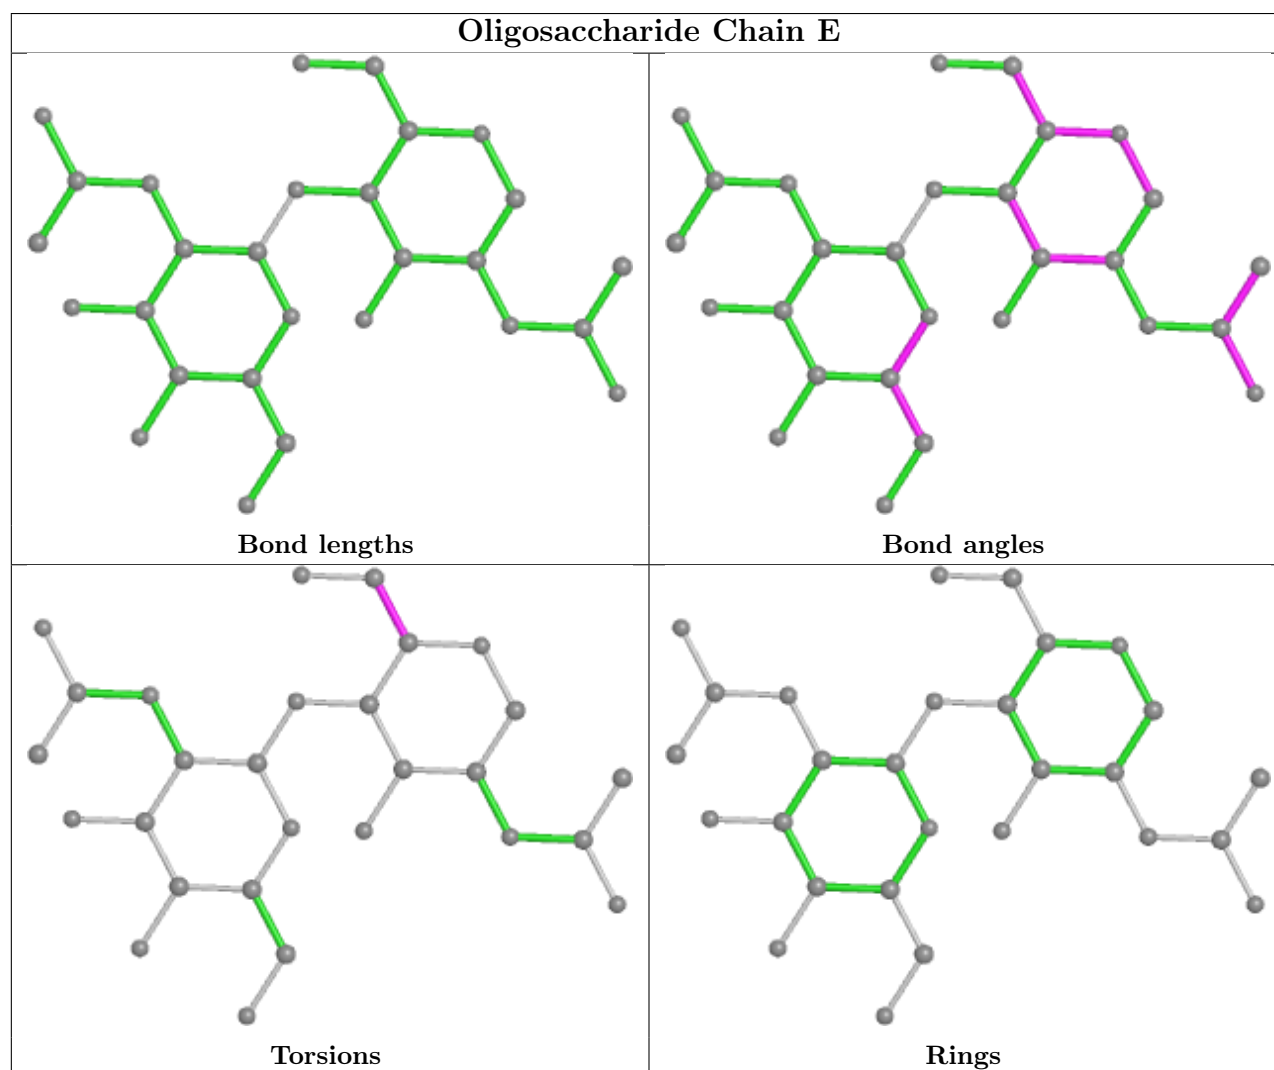 Oligosaccharide Chain E
Bond lengths
Bond angles
Torsions
Rings